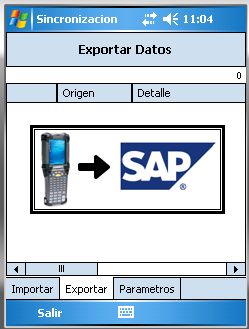 Sincronizacion 11:04
Exportar Datos
0
Origen Detalle
SAP
®
Importar Exportar Parametros
Salir